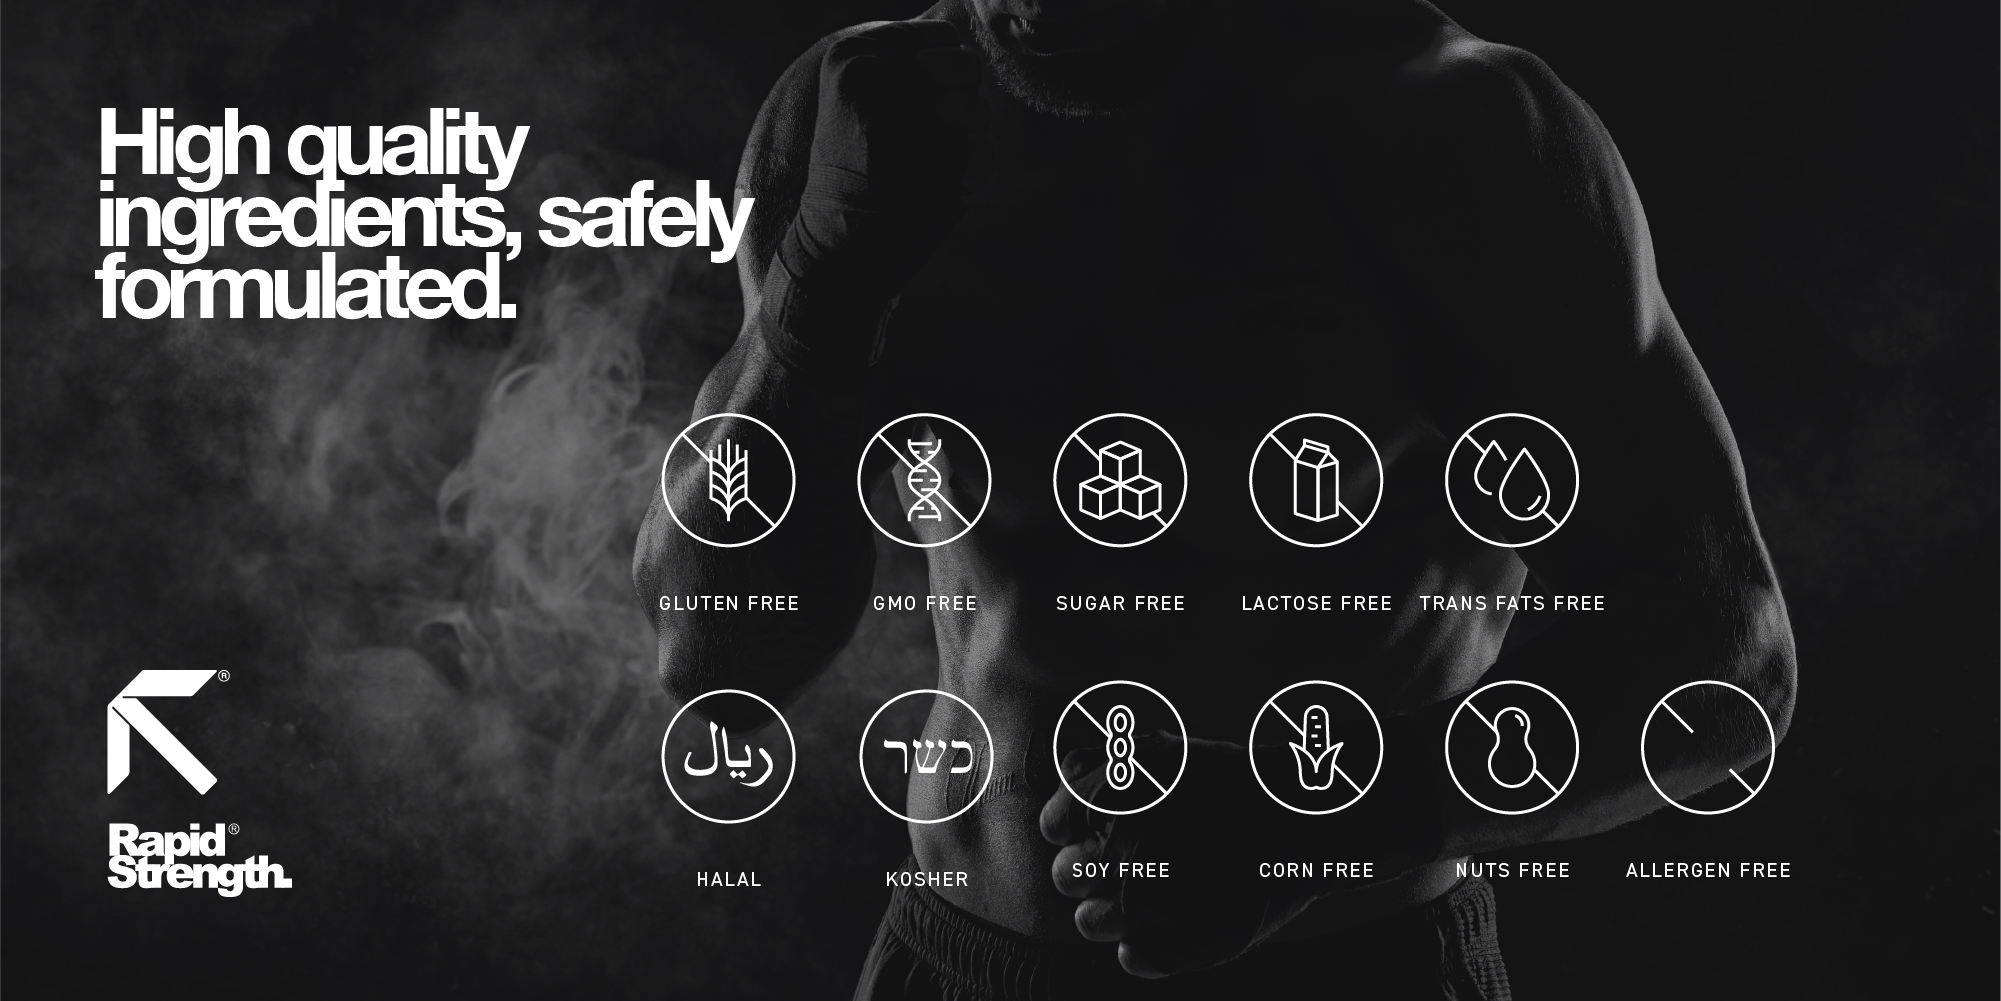 High quality
ingredients, safely
formulated.
GLUTEN FREE
GMO FREE
SUGAR FREE
LACTOSE FREE
TRANS FATS FREE
ريال
כשר
HALAL
KOSHER
SOY FREE
CORN FREE
NUTS FREE
ALLERGEN FREE
®
Rapid®
Strength.